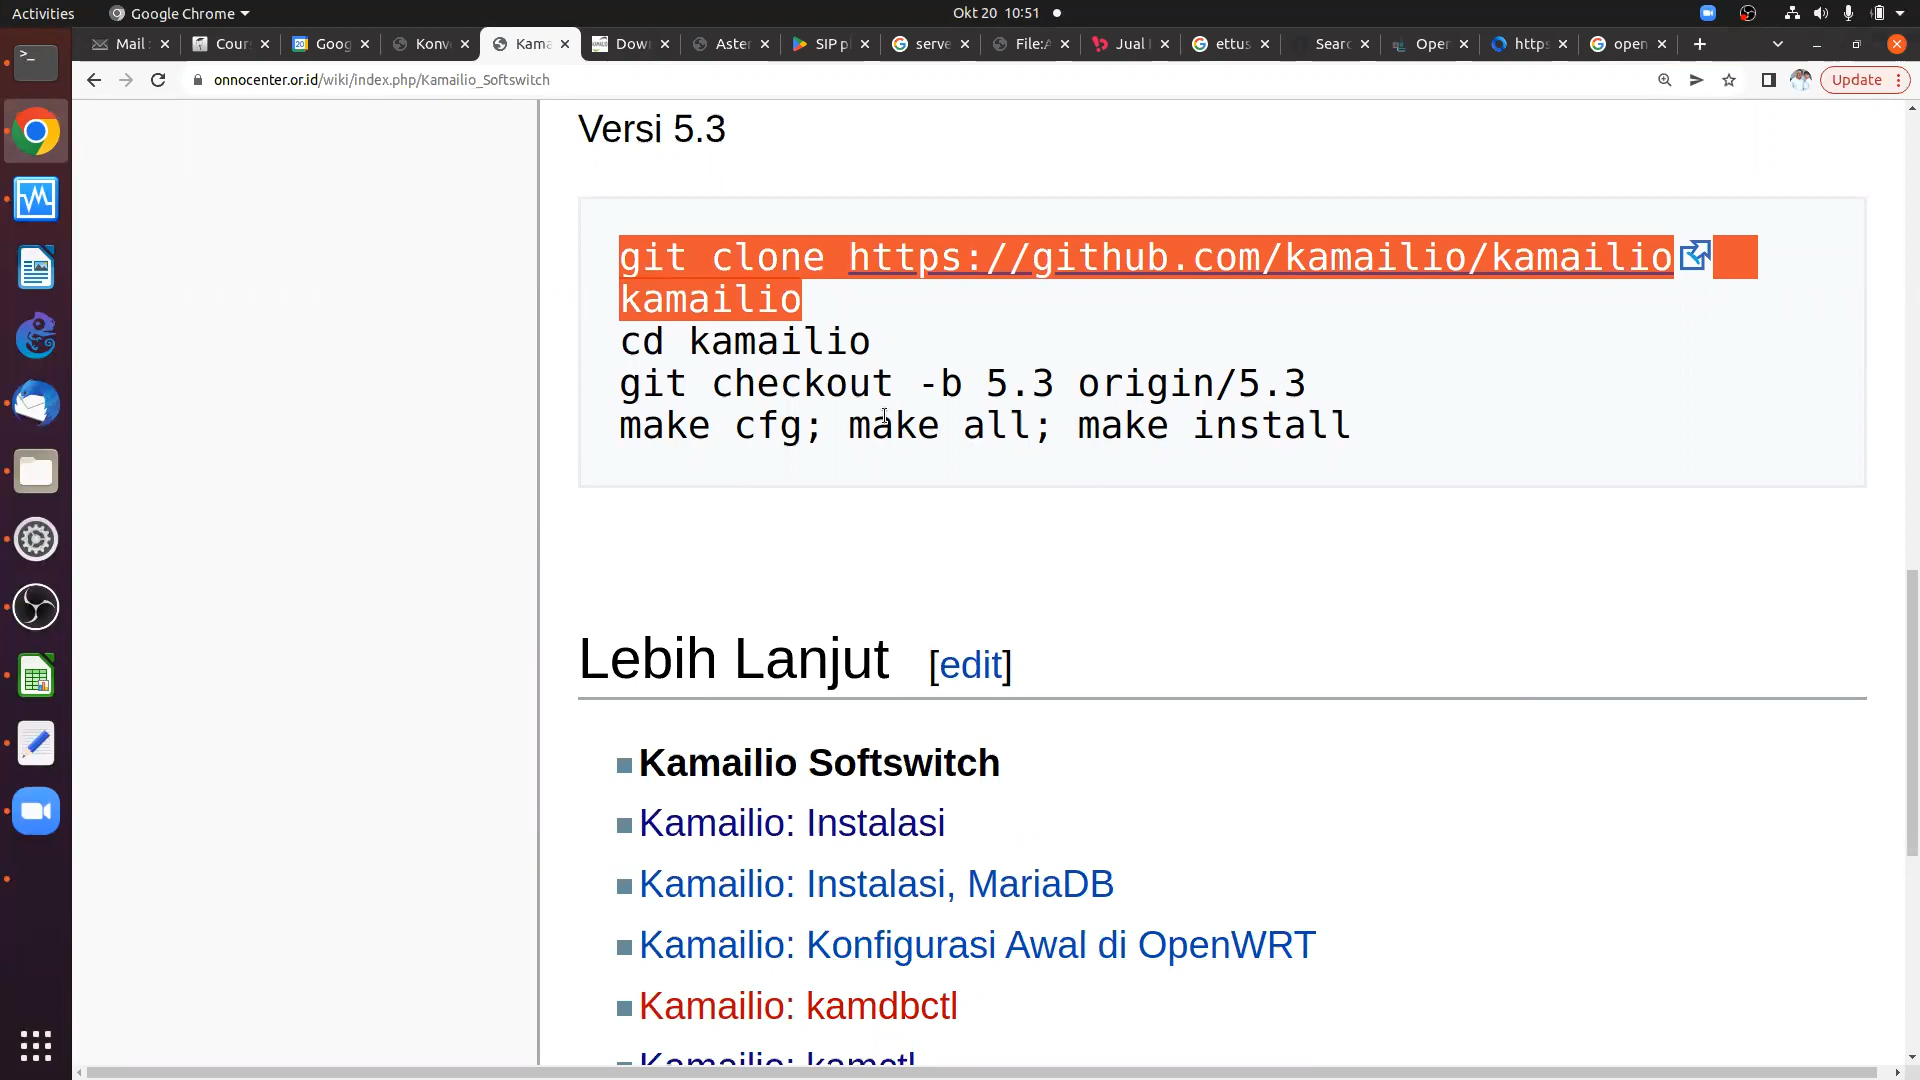 Activities
Google Chrome
Okt 20 10:51
Mail
Cour
Goog
Konv
Kama
Dow
Aster
SIP p
serve
File:A
Jual
ettus
Searc
Oper
https
open
onnocenter.or.id/wiki/index.php/Kamailio_Softswitch
Update
Versi 5.3
git clone https://github.com/kamailio/kamailio
kamailio
cd kamailio
git checkout -b 5.3 origin/5.3
make cfg; make all; make install
Lebih Lanjut [edit]
Kamailio Softswitch
Kamailio: Instalasi
Kamailio: Instalasi, MariaDB
Kamailio: Konfigurasi Awal di OpenWRT
Kamailio: kamdbctl
Kamailio: kamctl